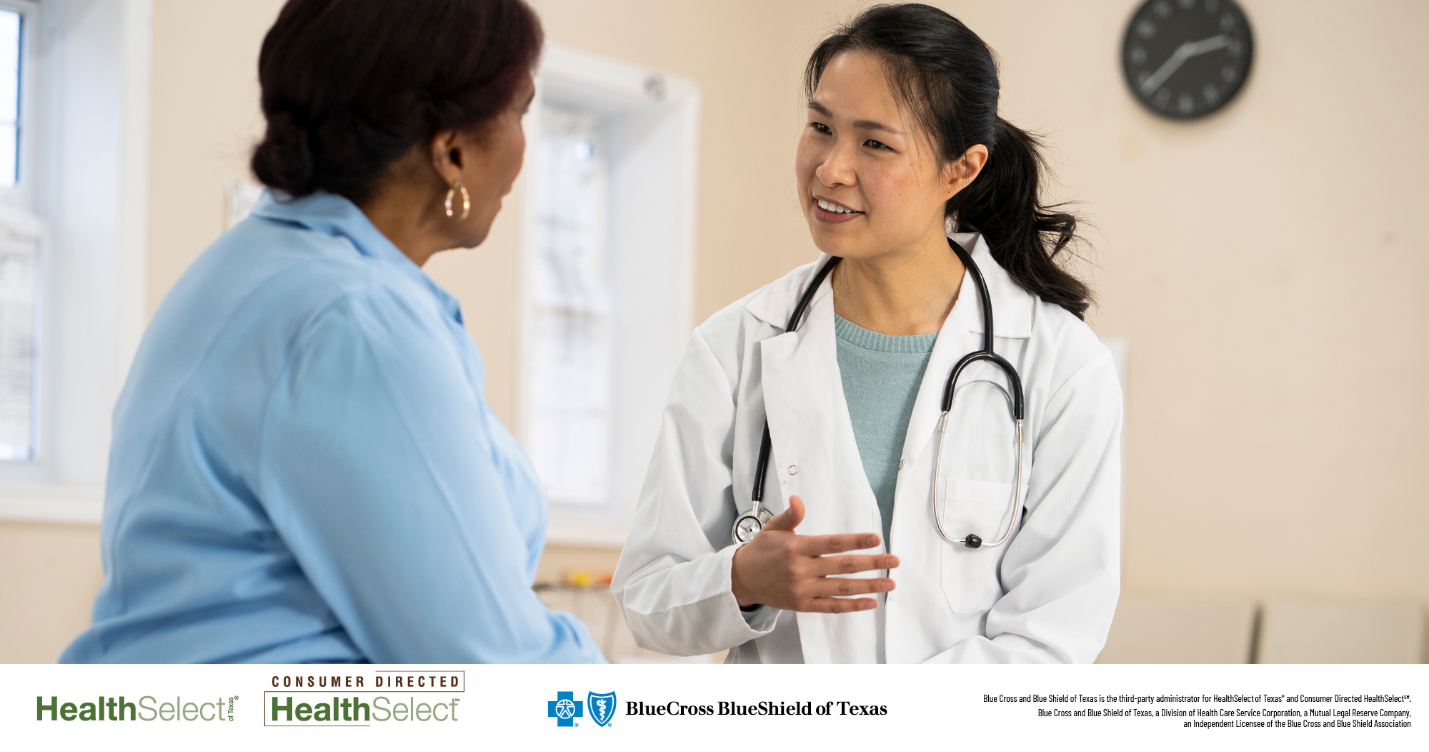 HealthSelect of Texas®
CONSUMER DIRECTED
HealthSelect℠
BlueCross BlueShield of Texas
Blue Cross and Blue Shield of Texas is the third-party administrator for HealthSelect of Texas® and Consumer Directed HealthSelect℠.
Blue Cross and Blue Shield of Texas, a Division of Health Care Service Corporation, a Mutual Legal Reserve Company,
an Independent Licensee of the Blue Cross and Blue Shield Association